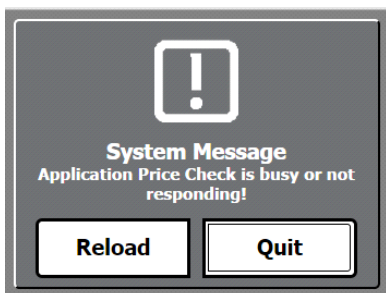 !
System Message
Application Price Check is busy or not
responding!
Reload
Quit